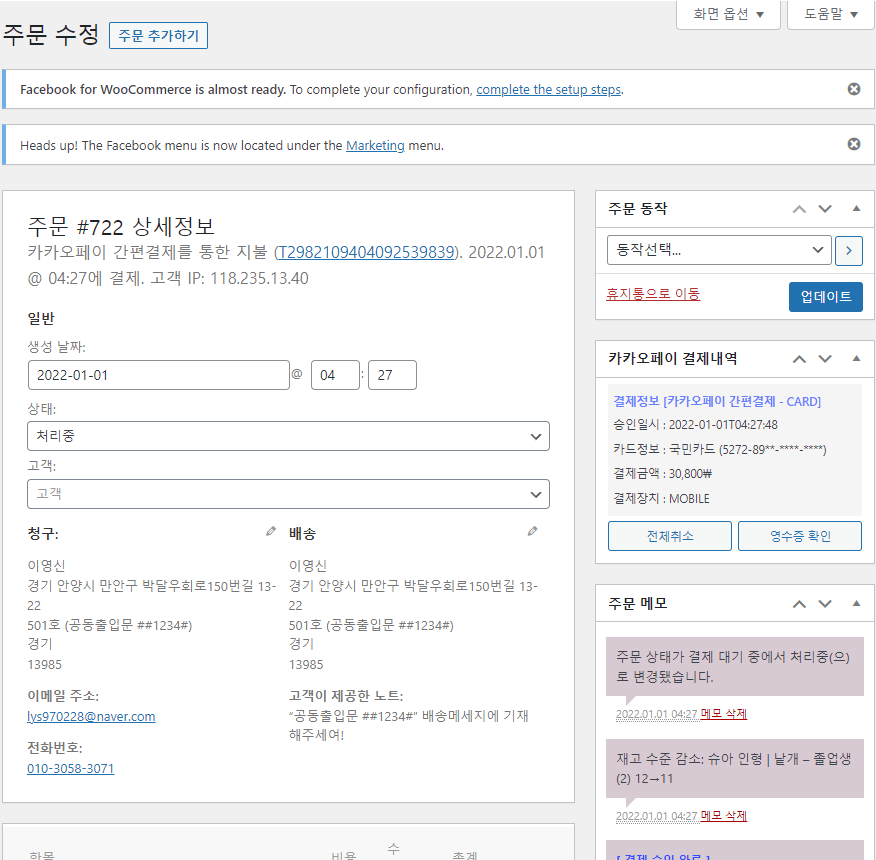 화면 옵션 ▼
도움말 ▼
주문 수정
주문 추가하기
Facebook for WooCommerce is almost ready. To complete your configuration, complete the setup steps.
Heads up! The Facebook menu is now located under the Marketing menu.
주문 #722 상세정보
카카오페이 간편결제를 통한 지불 (T2982109404092539839). 2022.01.01
@ 04:27에 결제. 고객 IP: 118.235.13.40
일반
생성 날짜:
2022-01-01 @ 04 : 27
상태:
처리중
고객:
고객
청구:
이영신
경기 안양시 만안구 박달우회로150번길 13-
22
501호 (공동출입문 ##1234#)
경기
13985
이메일 주소:
lys970228@naver.com
전화번호:
010-3058-3071
배송
이영신
경기 안양시 만안구 박달우회로150번길 13-
22
501호 (공동출입문 ##1234#)
경기
13985
고객이 제공한 노트:
“공동출입문 ##1234#” 배송메세지에 기재
해주세여!
항목 비용 수 총계
주문 동작
동작선택...
휴지통으로 이동
업데이트
카카오페이 결제내역
결제정보 [카카오페이 간편결제 - CARD]
승인일시 : 2022-01-01T04:27:48
카드정보 : 국민카드 (5272-89**-****-****)
결제금액 : 30,800₩
결제장치 : MOBILE
전체취소
영수증 확인
주문 메모
주문 상태가 결제 대기 중에서 처리중(으)
로 변경됐습니다.
2022.01.01 04:27 메모 삭제
재고 수준 감소: 슈아 인형 | 낱개 – 졸업생
(2) 12→11
2022.01.01 04:27 메모 삭제
[ 결제 승인 완료 ]